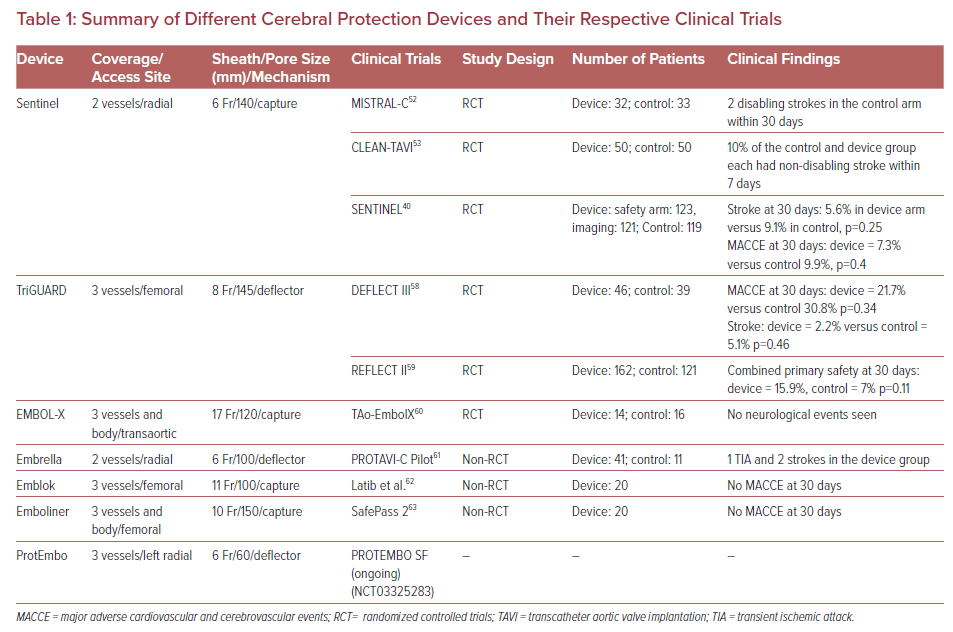 Table 1: Summary of Different Cerebral Protection Devices and Their Respective Clinical Trials
Device Coverage/ Sheath/Pore Size Clinical Trials Study Design Number of Patients Clinical Findings
Access Site (mm)/Mechanism
Sentinel 2 vessels/radial 6 Fr/140/capture MISTRAL-C52 RCT Device: 32; control: 33 2 disabling strokes in the control arm
within 30 days
CLEAN-TAVI53 RCT Device: 50; control: 50 10% of the control and device group
each had non-disabling stroke within
7 days
SENTINEL40 RCT Device: safety arm: 123, Stroke at 30 days: 5.6% in device arm
imaging: 121; Control: 119 versus 9.1% in control, p=0.25
MACCE at 30 days: device = 7.3%
versus control 9.9%, p=0.4
TriGUARD 3 vessels/femoral 8 Fr/145/deflector DEFLECT III58 RCT Device: 46; control: 39 MACCE at 30 days: device = 21.7%
versus control 30.8% p=0.34
Stroke: device = 2.2% versus control =
5.1% p=0.46
REFLECT II59 RCT Device: 162; control: 121 Combined primary safety at 30 days:
device = 15.9%, control = 7% p=0.11
EMBOL-X 3 vessels and 17 Fr/120/capture TAo-EmbolX60 RCT Device: 14; control: 16 No neurological events seen
body/transaortic
Embrella 2 vessels/radial 6 Fr/100/deflector PROTAVI-C Pilot61 Non-RCT Device: 41; control: 11 1 TIA and 2 strokes in the device group
Emblok 3 vessels/femoral 11 Fr/100/capture Latib et al.62 Non-RCT Device: 20 No MACCE at 30 days
Emboliner 3 vessels and 10 Fr/150/capture SafePass 263 Non-RCT Device: 20 No MACCE at 30 days
body/femoral
ProtEmbo 3 vessels/left radial 6 Fr/60/deflector PROTEMBO SF – – –
(ongoing)
(NCT03325283)
MACCE = major adverse cardiovascular and cerebrovascular events; RCT= randomized controlled trials; TAVI = transcatheter aortic valve implantation; TIA = transient ischemic attack.